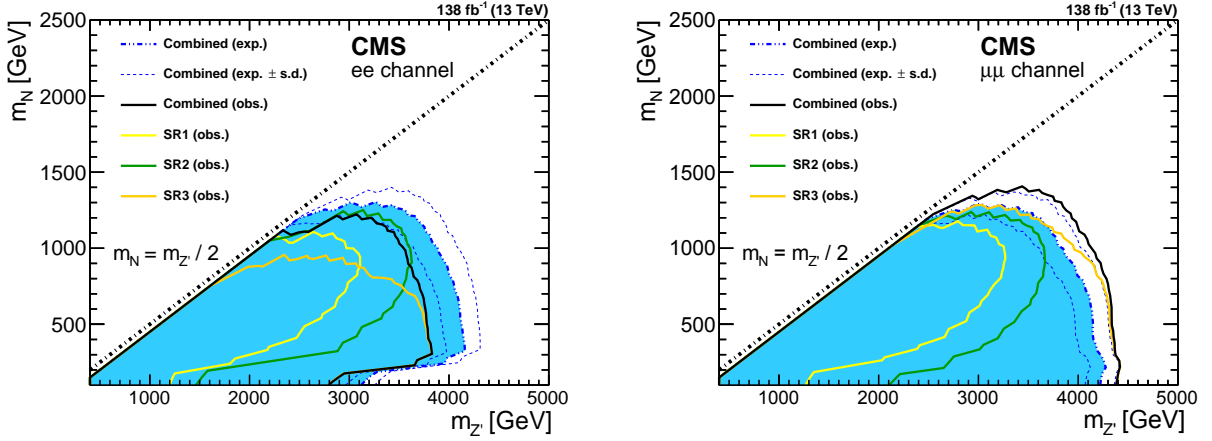 138 fb⁻¹ (13 TeV)
m_N [GeV]
2500
2000
1500
1000
500
Combined (exp.)
Combined (exp. ± s.d.)
Combined (obs.)
SR1 (obs.)
SR2 (obs.)
SR3 (obs.)
CMS
ee channel
m_N = m_Z' / 2
1000 2000 3000 4000 5000
m_Z' [GeV]
138 fb⁻¹ (13 TeV)
m_N [GeV]
2500
2000
1500
1000
500
Combined (exp.)
Combined (exp. ± s.d.)
Combined (obs.)
SR1 (obs.)
SR2 (obs.)
SR3 (obs.)
CMS
μμ channel
m_N = m_Z' / 2
1000 2000 3000 4000 5000
m_Z' [GeV]